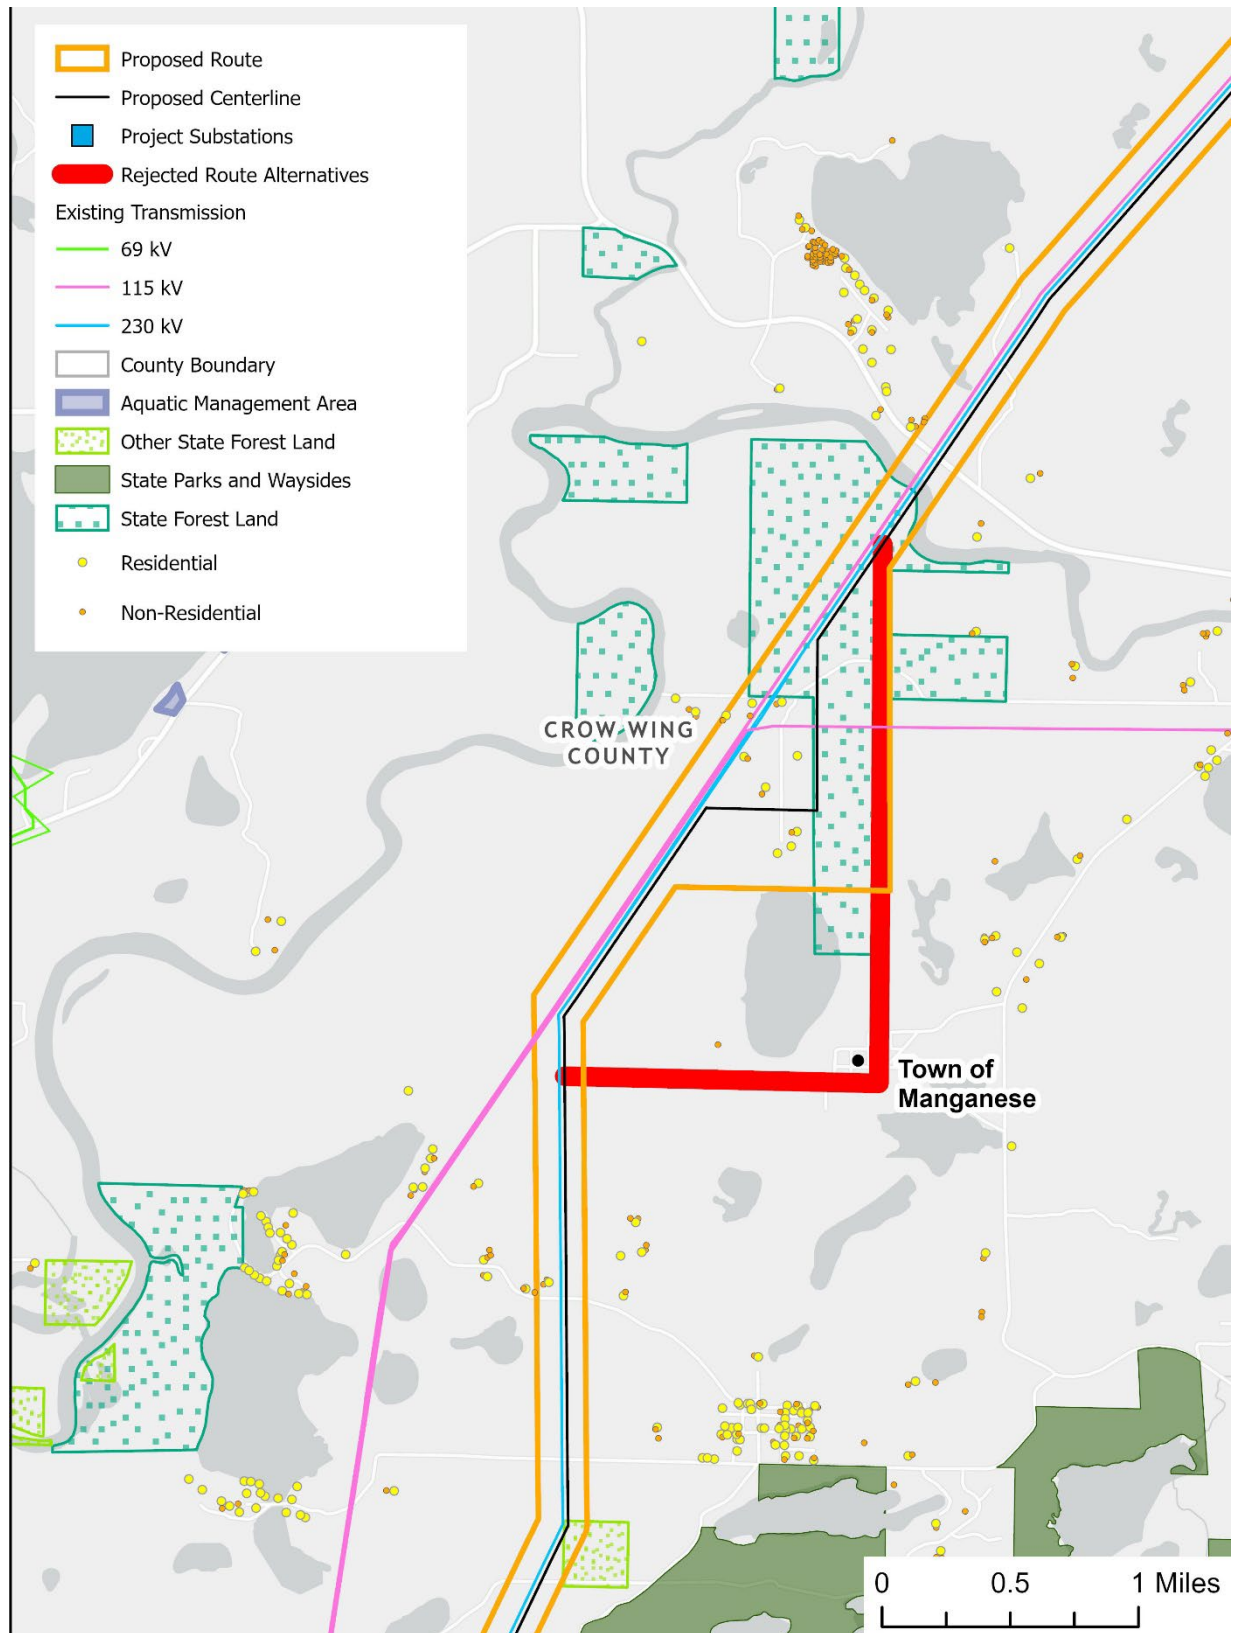 Proposed Route
Proposed Centerline
Project Substations
Rejected Route Alternatives
Existing Transmission
69 kV
115 kV
230 kV
County Boundary
Aquatic Management Area
Other State Forest Land
State Parks and Waysides
State Forest Land
Residential
Non-Residential
CROW WING
COUNTY
Town of
Manganese
0 0.5 1 Miles